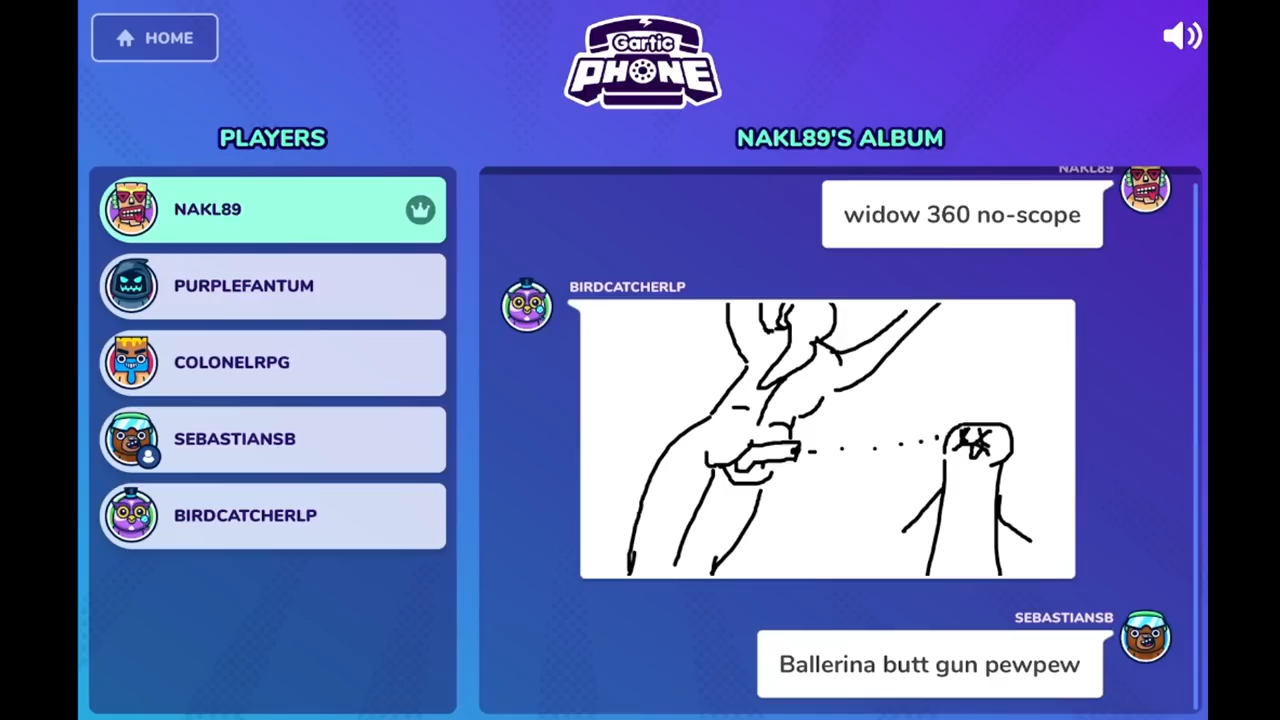 HOME
Gartic
PHONE
PLAYERS
NAKL89'S ALBUM
NAKL89
PURPLEFANTUM
COLONELRPG
SEBASTIANSB
BIRDCATCHERLP
NAKL89
widow 360 no-scope
BIRDCATCHERLP
SEBASTIANSB
Ballerina butt gun pewpew